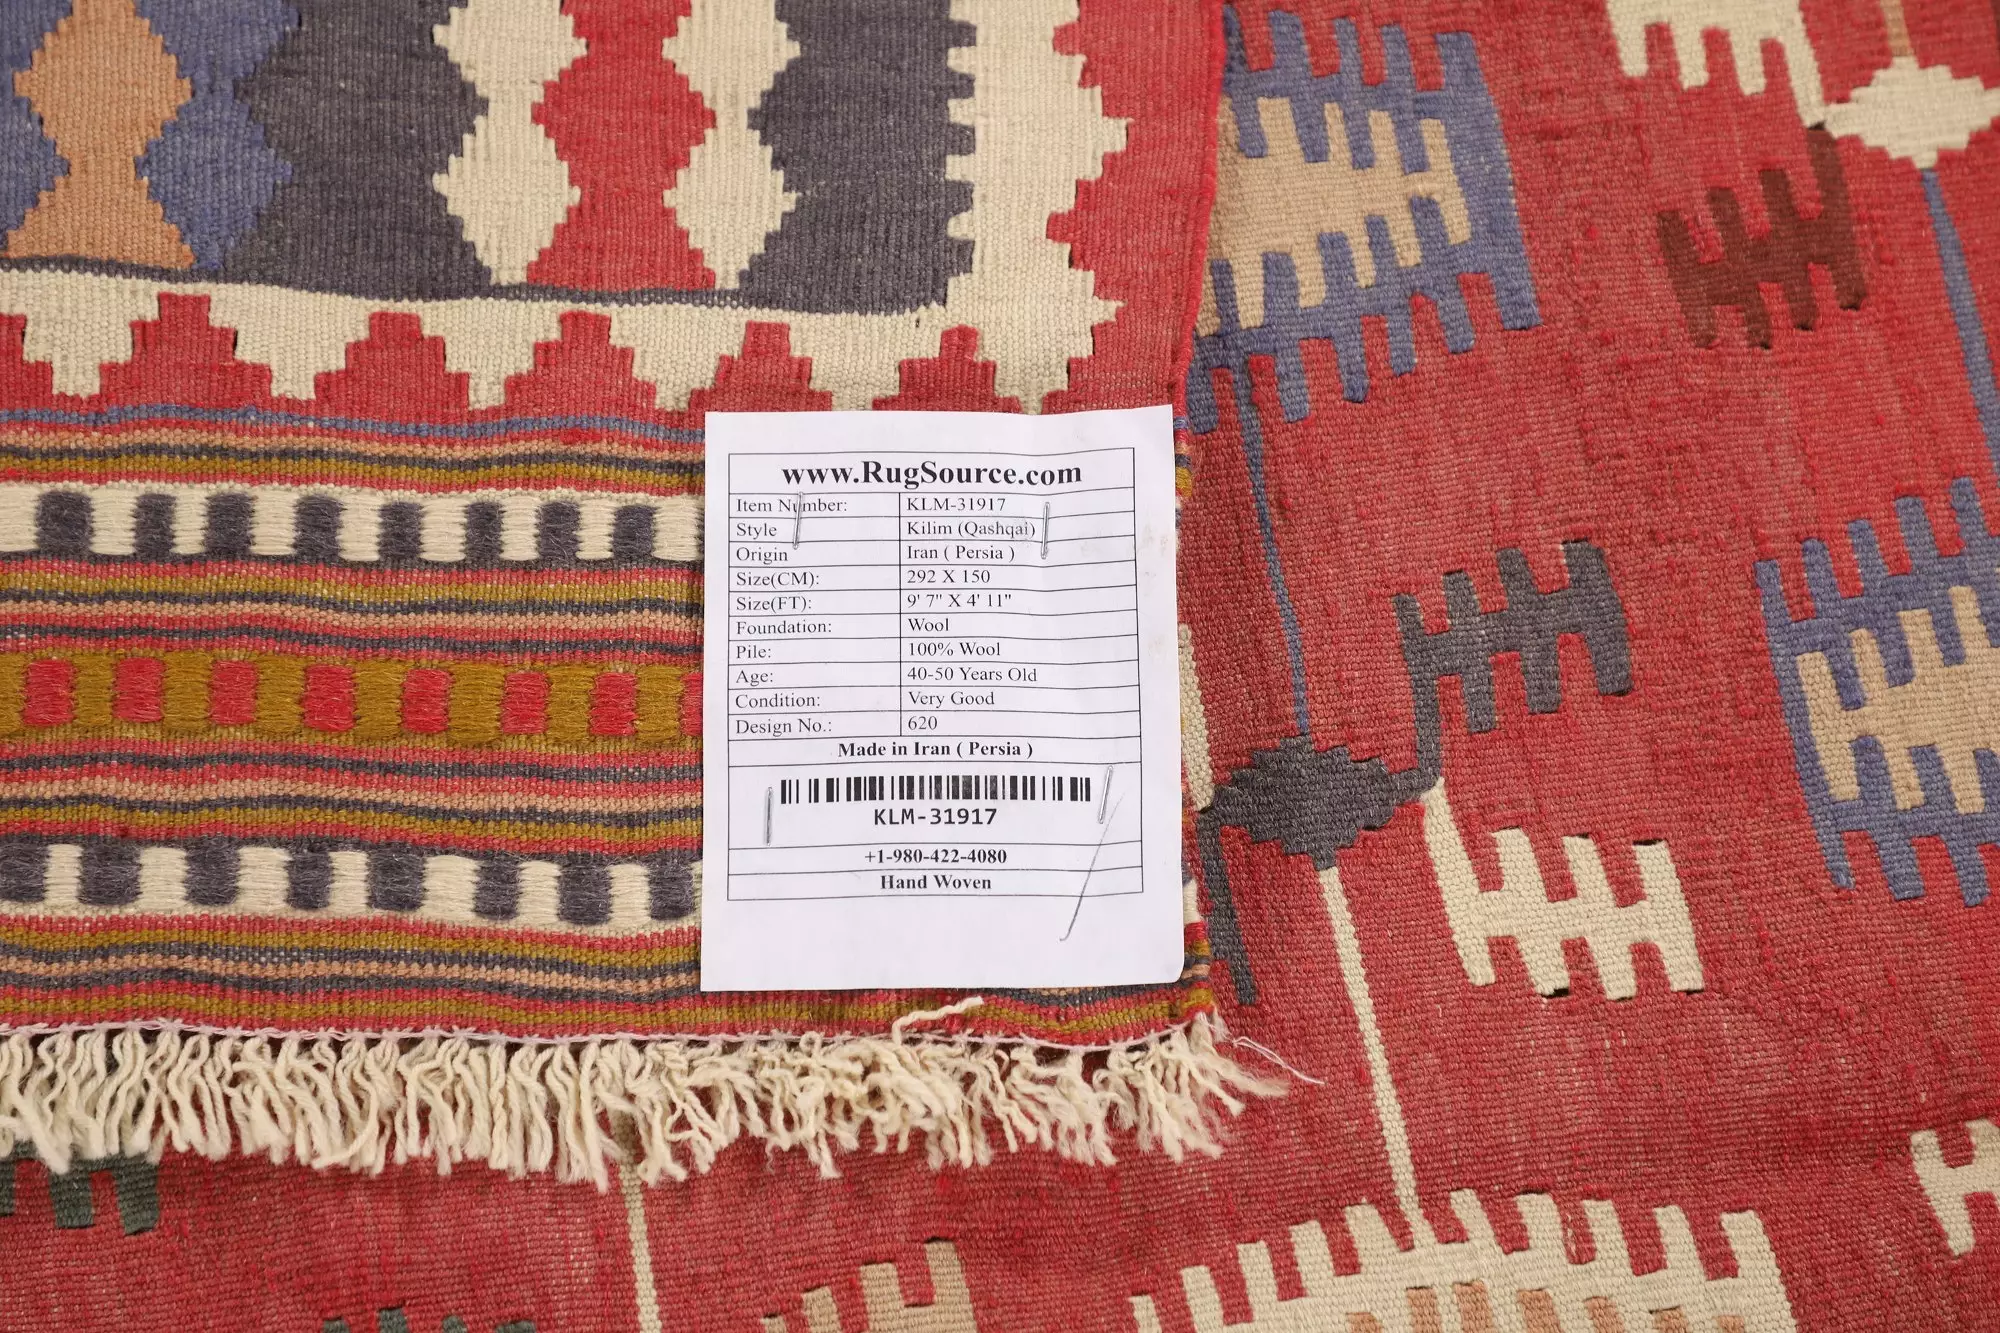 www.RugSource.com
Item Number: KLM-31917
Style Kilim (Qashqai)
Origin Iran ( Persia )
Size(CM): 292 X 150
Size(FT): 9' 7" X 4' 11"
Foundation: Wool
Pile: 100% Wool
Age: 40-50 Years Old
Condition: Very Good
Design No.: 620
Made in Iran ( Persia )
KLM-31917
+1-980-422-4080
Hand Woven